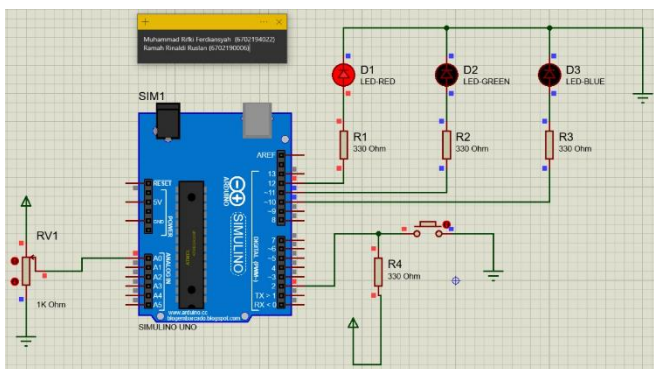 Muhammad Rifki Ferdiansyah (6702194022)
Ramah Rinaldi Ruslan (6702190006)
SIM1
D1
LED-RED
D2
LED-GREEN
D3
LED-BLUE
R1
330 Ohm
R2
330 Ohm
R3
330 Ohm
AREF
13
12
~11
~10
~9
8
RESET
5V
GND
POWER
ARDUINO
SIMULINO
DIGITAL (PWM~)
7
~6
~5
4
~3
2
TX > 1
RX < 0
A0
A1
A2
A3
A4
A5
ANALOG IN
www.arduino.cc
blogembarcado.blogspot.com
SIMULINO UNO
RV1
1K Ohm
R4
330 Ohm